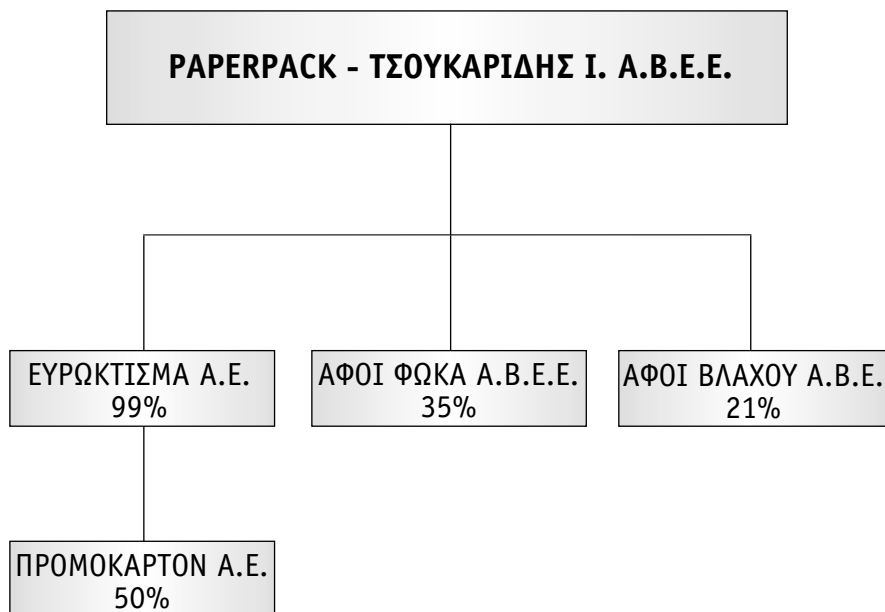 PAPERPACK - ΤΣΟΥΚΑΡΙΔΗΣ Ι. Α.Β.Ε.Ε.
ΕΥΡΩΚΤΙΣΜΑ Α.Ε.
99%
ΑΦΟΙ ΦΩΚΑ Α.Β.Ε.Ε.
35%
ΑΦΟΙ ΒΛΑΧΟΥ Α.Β.Ε.
21%
ΠΡΟΜΟΚΑΡΤΟΝ Α.Ε.
50%